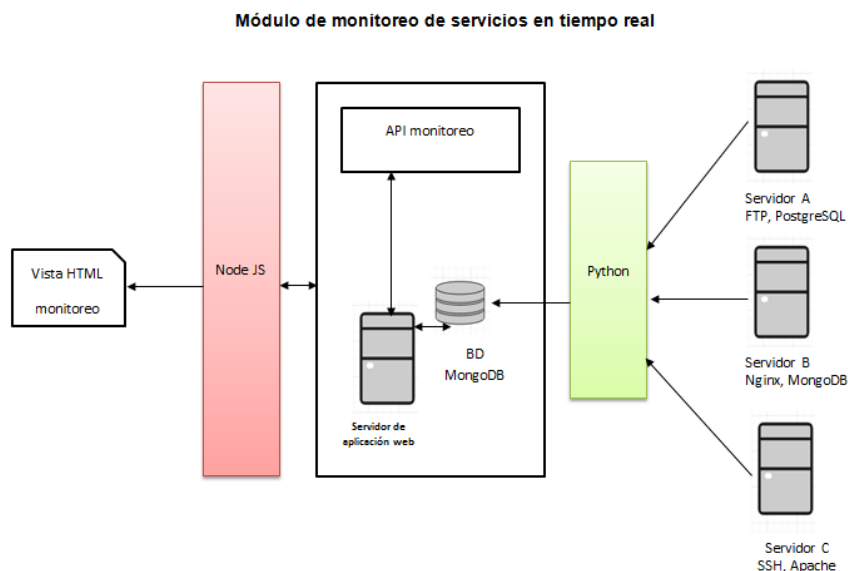 Módulo de monitoreo de servicios en tiempo real
API monitoreo
Servidor A
FTP, PostgreSQL
Vista HTML
monitoreo
Node JS
Python
BD
MongoDB
Servidor B
Nginx, MongoDB
Servidor de
aplicación web
Servidor C
SSH, Apache